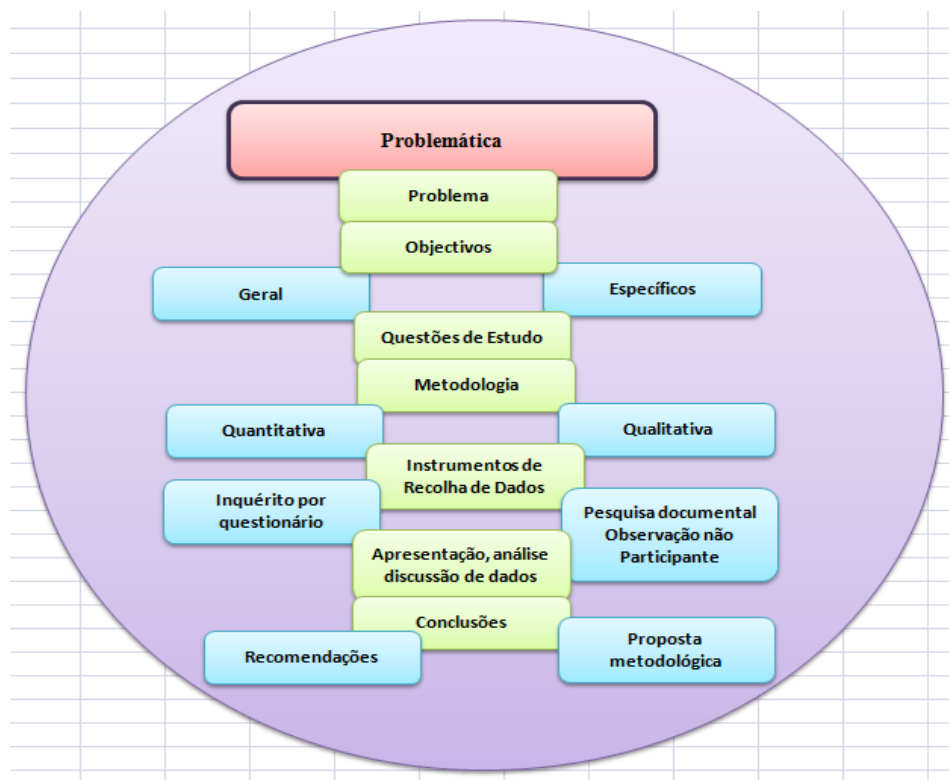 Problemática
Problema
Objectivos
Geral
Específicos
Questões de Estudo
Metodologia
Quantitativa
Qualitativa
Instrumentos de
Recolha de Dados
Inquérito por
questionário
Pesquisa documental
Observação não
Participante
Apresentação, análise
discussão de dados
Conclusões
Recomendações
Proposta
metodológica